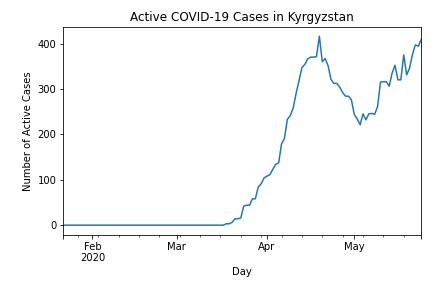 Active COVID-19 Cases in Kyrgyzstan
Number of Active Cases
400
300
200
100
0
Feb Mar Apr May
2020
Day